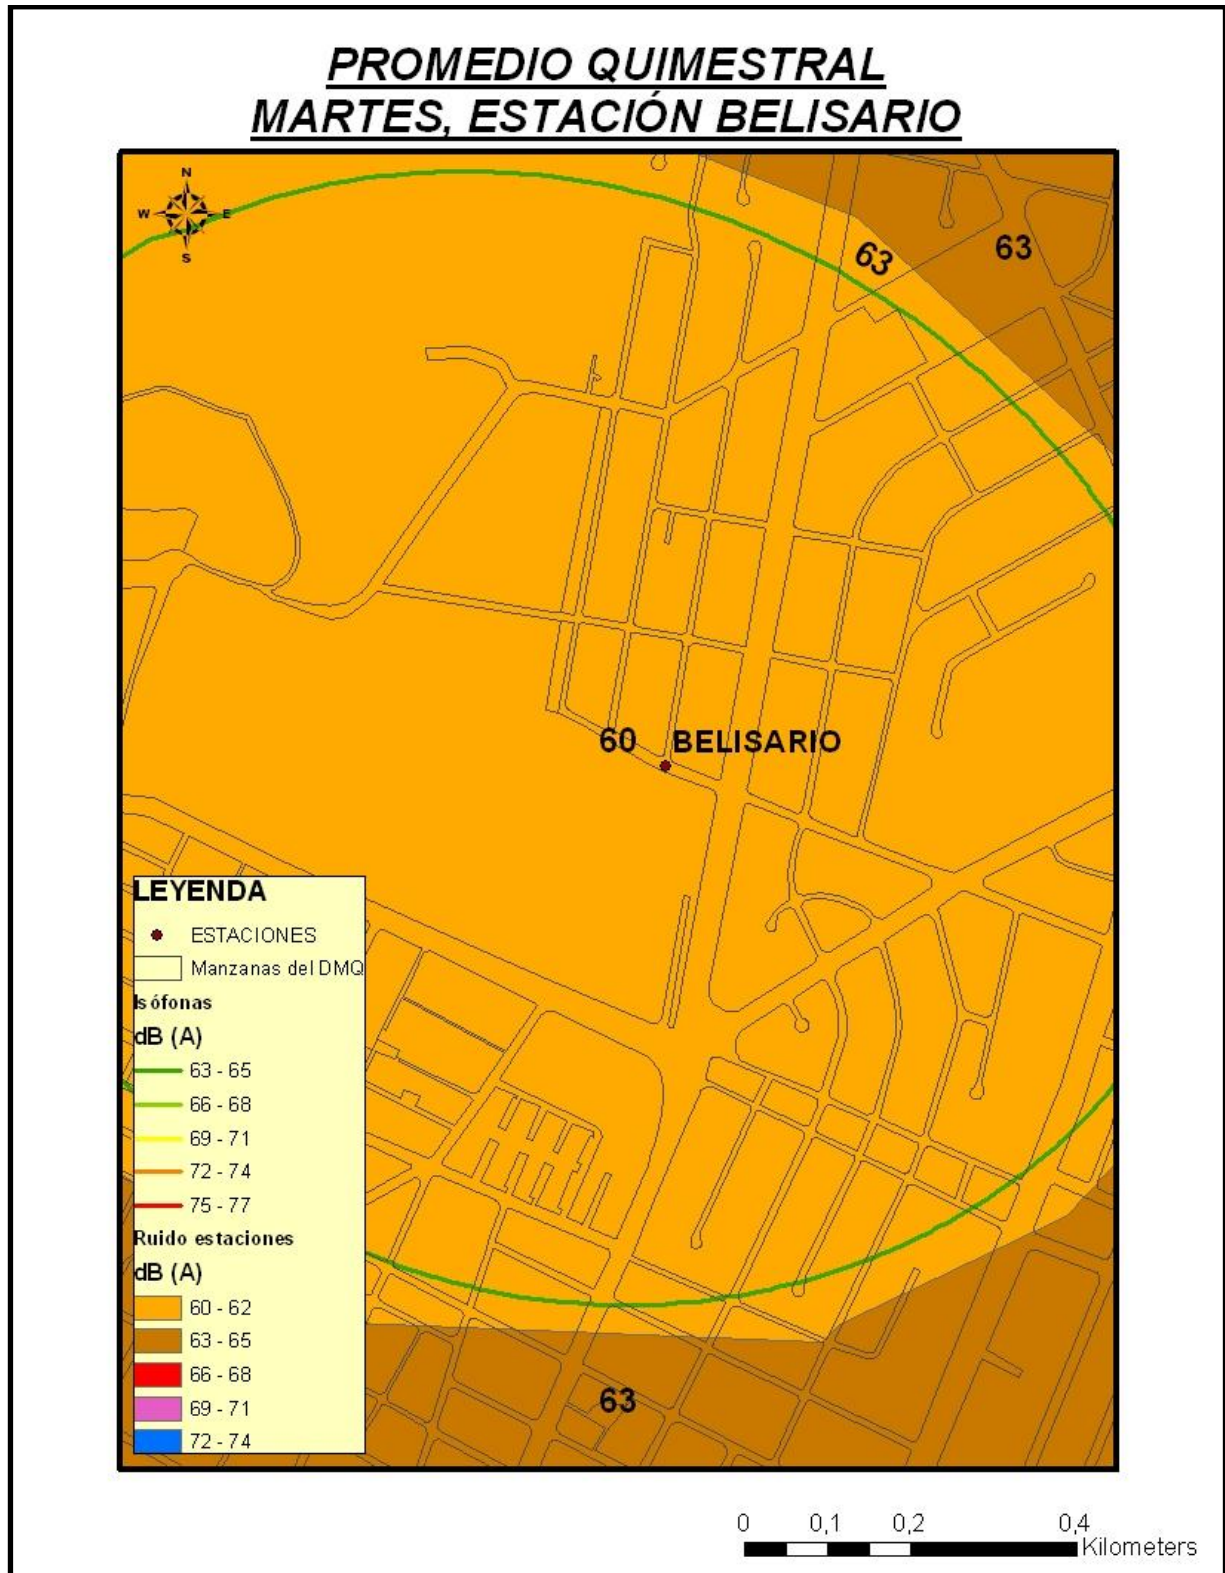 PROMEDIO QUIMESTRAL
MARTES, ESTACIÓN BELISARIO
N
W E
S
63
63
60 BELISARIO
LEYENDA
ESTACIONES
Manzanas del DMQ
Isófonas
dB (A)
63 - 65
66 - 68
69 - 71
72 - 74
75 - 77
Ruido estaciones
dB (A)
60 - 62
63 - 65
66 - 68
69 - 71
72 - 74
63
0 0,1 0,2 0,4
Kilometers